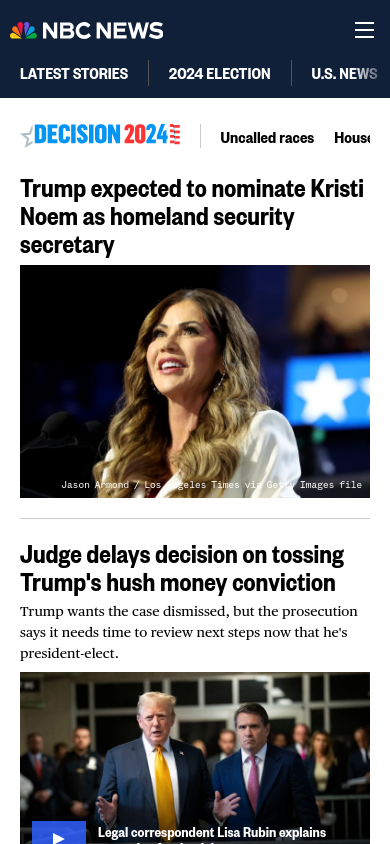 NBC NEWS
LATEST STORIES
2024 ELECTION
U.S. NEWS
DECISION 2024
Uncalled races
House
Trump expected to nominate Kristi
Noem as homeland security
secretary
Jason Armond / Los Angeles Times via Getty Images file
Judge delays decision on tossing
Trump's hush money conviction
Trump wants the case dismissed, but the prosecution
says it needs time to review next steps now that he's
president-elect.
Legal correspondent Lisa Rubin explains